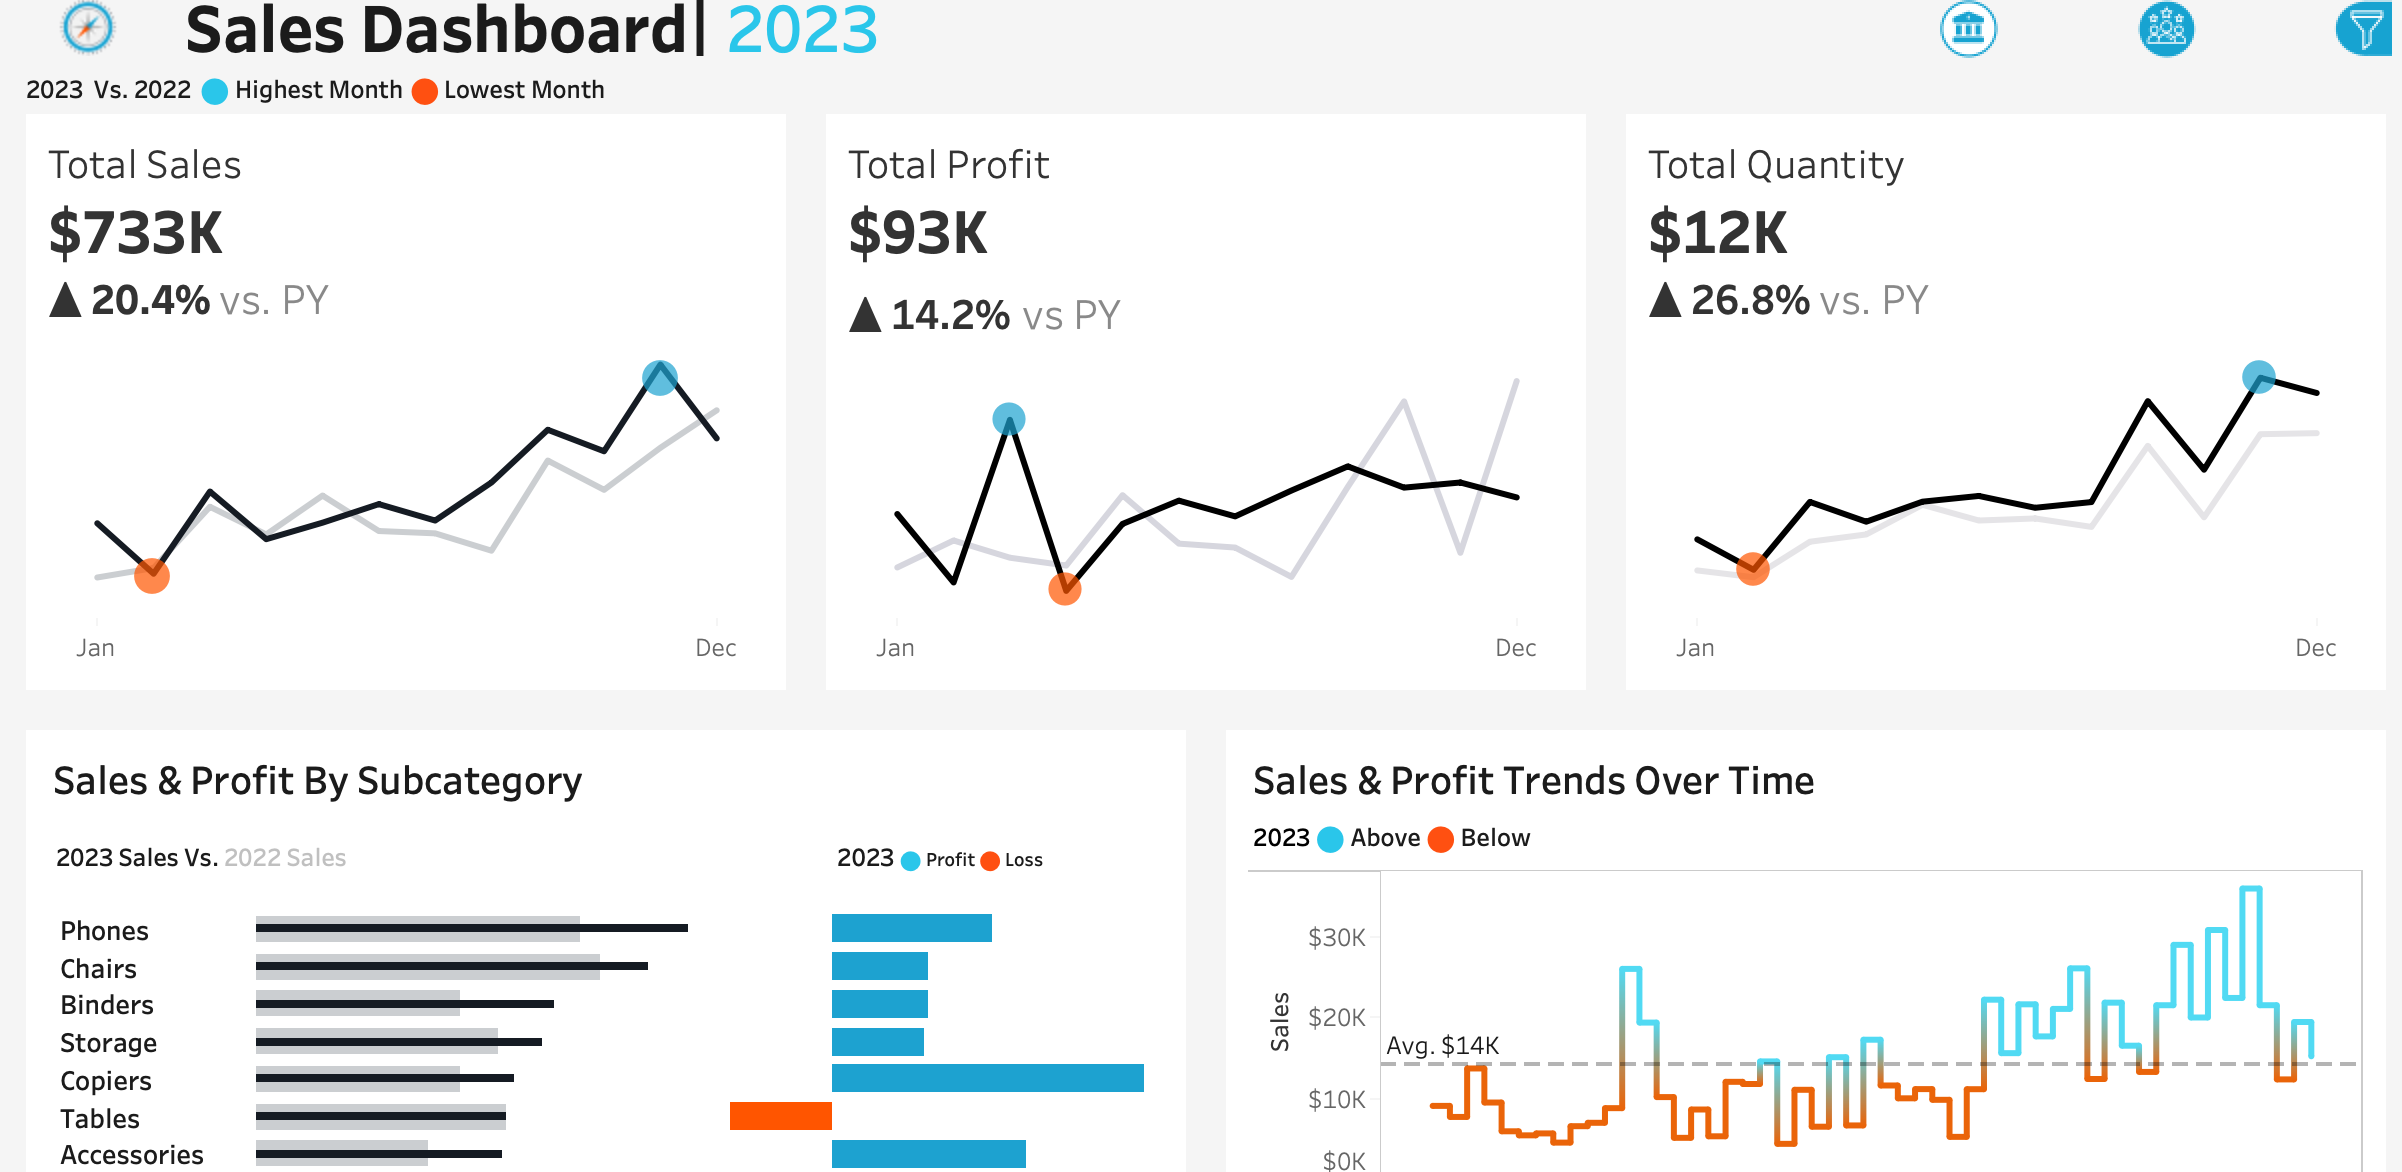 Sales Dashboard| 2023
2023 Vs. 2022 Highest Month Lowest Month
Total Sales
$733K
▲ 20.4% vs. PY
Jan Dec
Total Profit
$93K
▲ 14.2% vs PY
Jan Dec
Total Quantity
$12K
▲ 26.8% vs. PY
Jan Dec
Sales & Profit By Subcategory
2023 Sales Vs. 2022 Sales
2023 Profit Loss
Phones
Chairs
Binders
Storage
Copiers
Tables
Accessories
Sales & Profit Trends Over Time
2023 Above Below
Sales
$30K
$20K
Avg. $14K
$10K
$0K